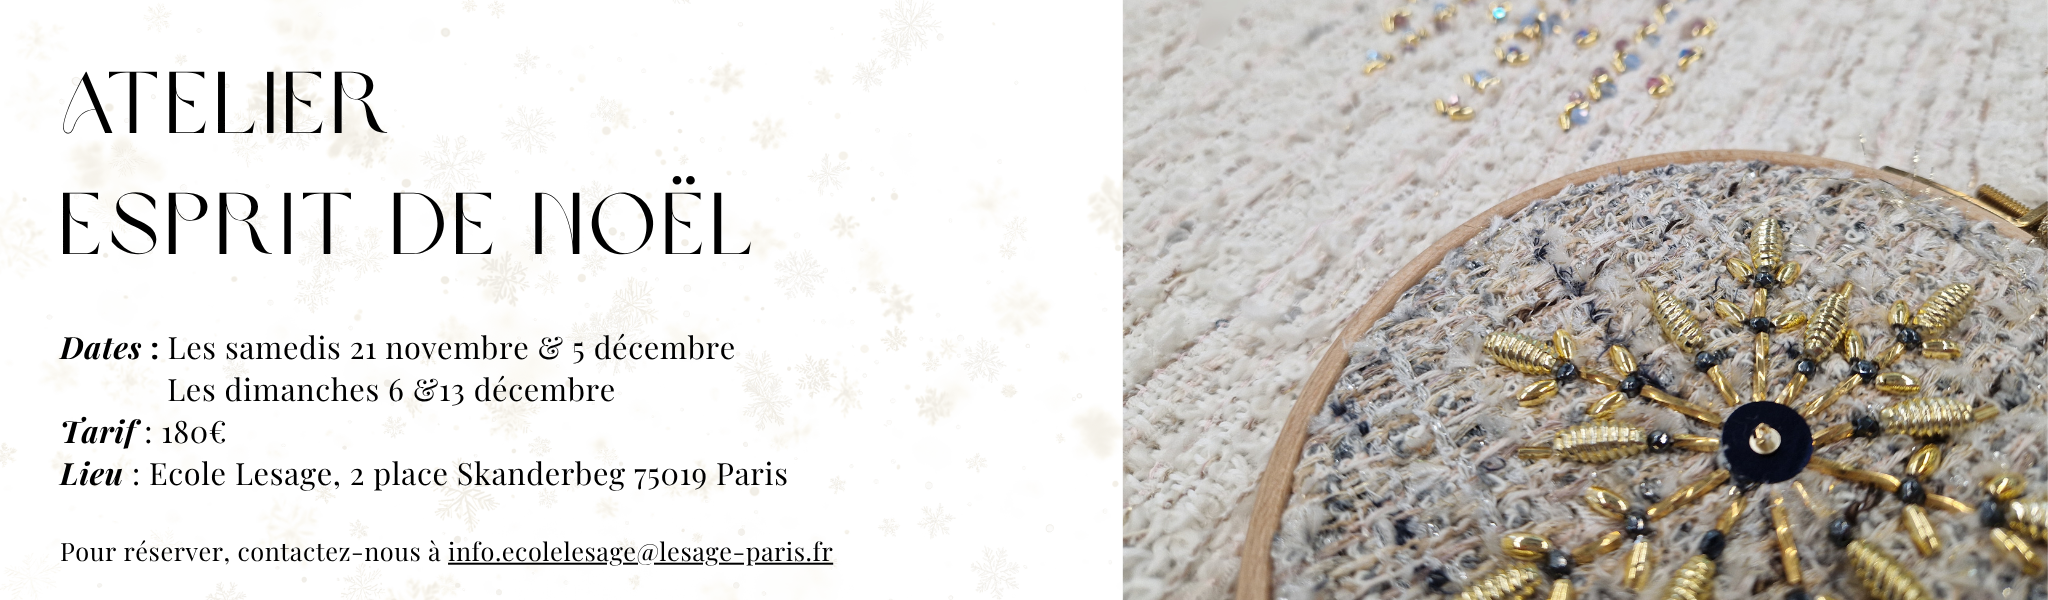 ATELIER
ESPRIT DE NOËL
Dates : Les samedis 21 novembre & 5 décembre
Les dimanches 6 &13 décembre
Tarif : 180€
Lieu : Ecole Lesage, 2 place Skanderbeg 75019 Paris
Pour réserver, contactez-nous à info.ecolelesage@lesage-paris.fr